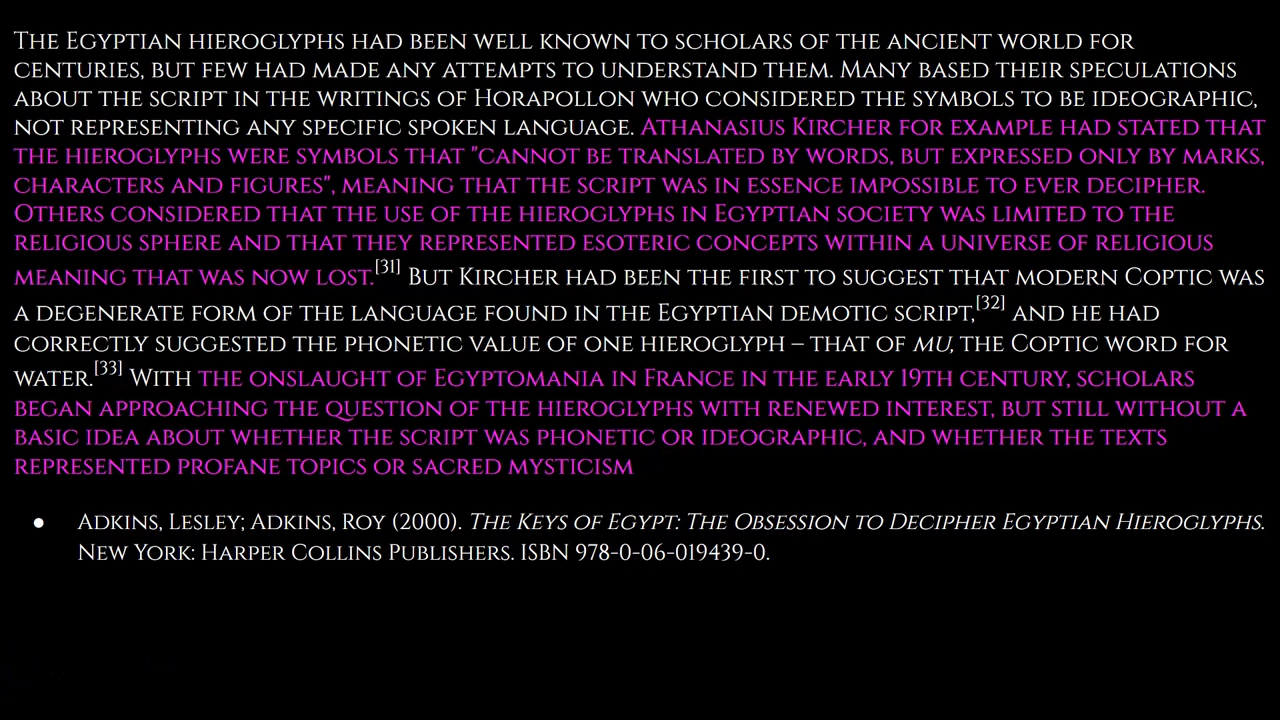 The Egyptian hieroglyphs had been well known to scholars of the ancient world for
centuries, but few had made any attempts to understand them. Many based their speculations
about the script in the writings of Horapollon who considered the symbols to be ideographic,
not representing any specific spoken language. Athanasius Kircher for example had stated that
the hieroglyphs were symbols that "cannot be translated by words, but expressed only by marks,
characters and figures", meaning that the script was in essence impossible to ever decipher.
Others considered that the use of the hieroglyphs in Egyptian society was limited to the
religious sphere and that they represented esoteric concepts within a universe of religious
meaning that was now lost.[31] But Kircher had been the first to suggest that modern Coptic was
a degenerate form of the language found in the Egyptian demotic script,[32] and he had
correctly suggested the phonetic value of one hieroglyph – that of mu, the Coptic word for
water.[33] With the onslaught of Egyptomania in France in the early 19th century, scholars
began approaching the question of the hieroglyphs with renewed interest, but still without a
basic idea about whether the script was phonetic or ideographic, and whether the texts
represented profane topics or sacred mysticism
● Adkins, Lesley; Adkins, Roy (2000). The Keys of Egypt: The Obsession to Decipher Egyptian Hieroglyphs.
New York: Harper Collins Publishers. ISBN 978-0-06-019439-0.